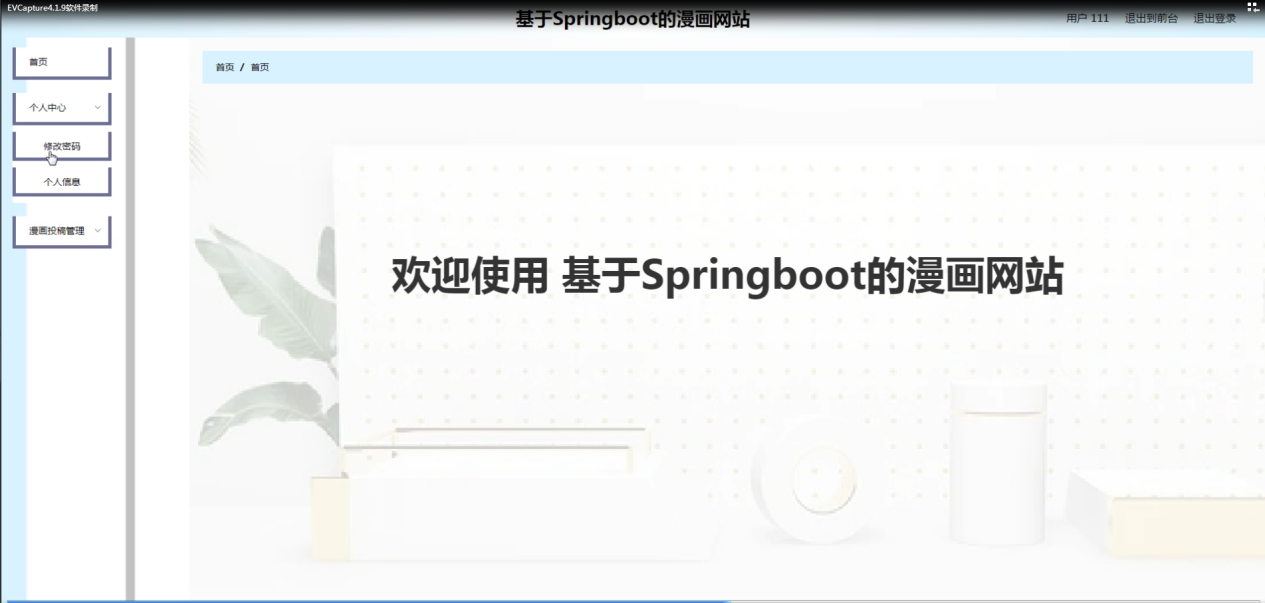 EVCapture4.1.9软件录制
基于Springboot的漫画网站
用户 111 退出到前台 退出登录
首页
首页 / 首页
个人中心
修改密码
个人信息
漫画投稿管理
欢迎使用 基于Springboot的漫画网站